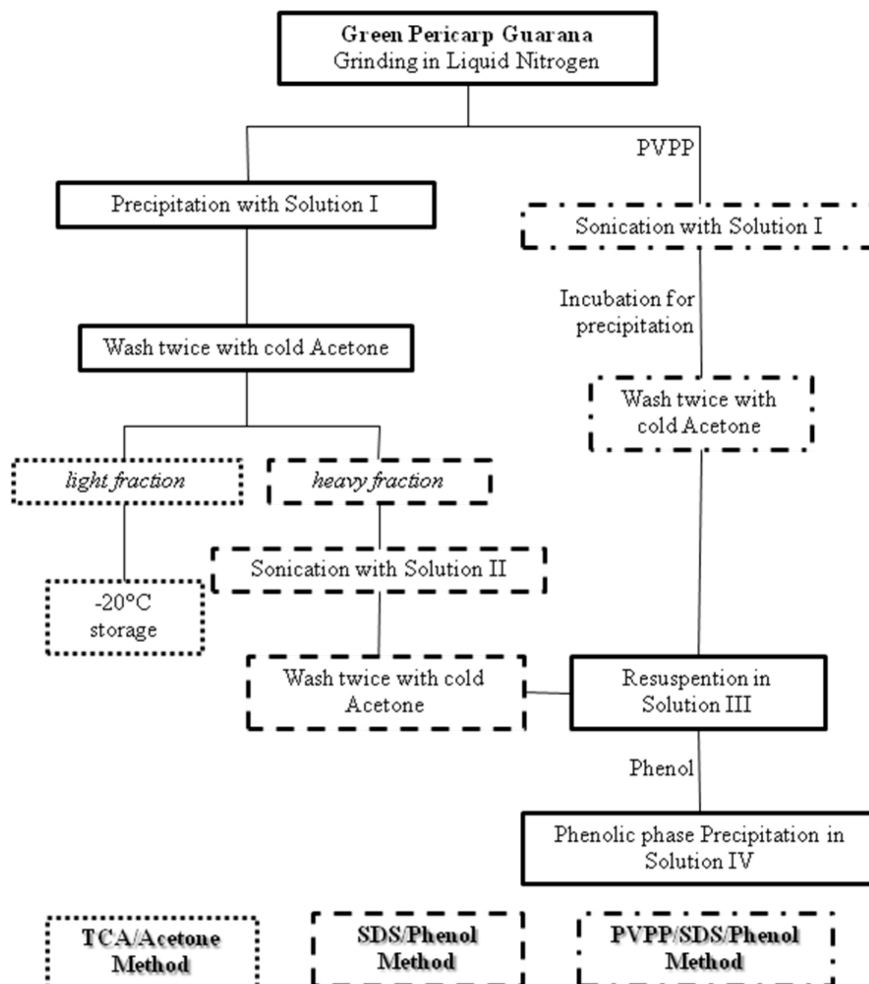 Green Pericarp Guarana
Grinding in Liquid Nitrogen
PVPP
Precipitation with Solution I
Sonication with Solution I
Incubation for
precipitation
Wash twice with cold Acetone
Wash twice with
cold Acetone
light fraction
heavy fraction
Sonication with Solution II
-20°C
storage
Wash twice with cold
Acetone
Resuspention in
Solution III
Phenol
Phenolic phase Precipitation in
Solution IV
TCA/Acetone
Method
SDS/Phenol
Method
PVPP/SDS/Phenol
Method